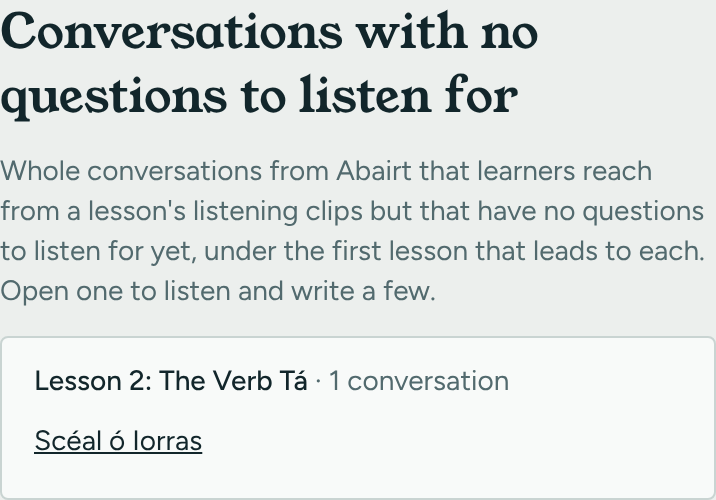 Conversations with no
questions to listen for
Whole conversations from Abairt that learners reach
from a lesson's listening clips but that have no questions
to listen for yet, under the first lesson that leads to each.
Open one to listen and write a few.
Lesson 2: The Verb Tá · 1 conversation
Scéal ó Iorras